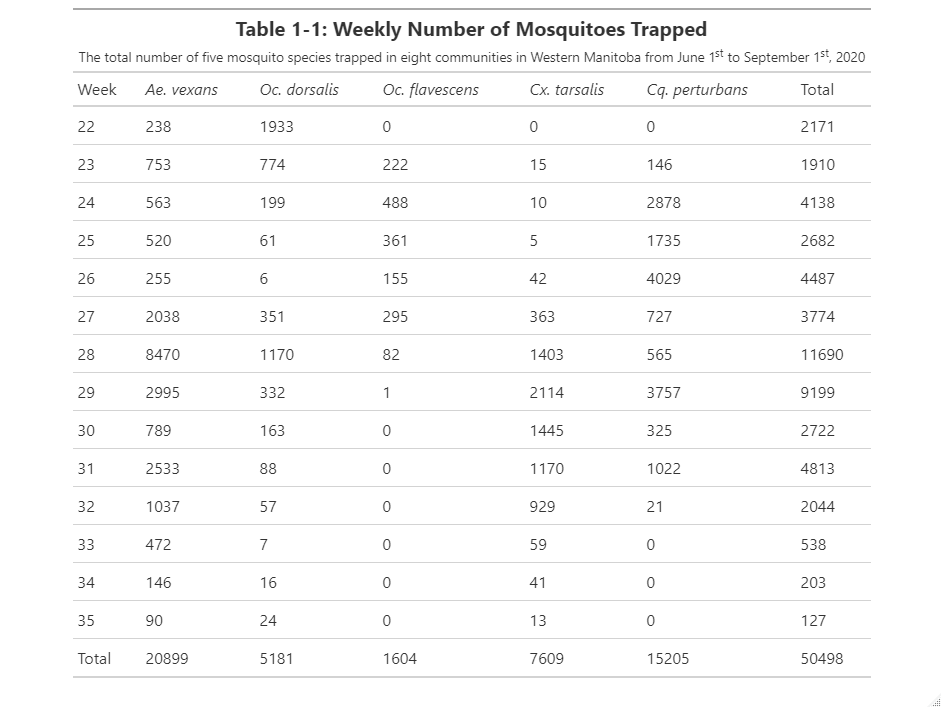 Table 1-1: Weekly Number of Mosquitoes Trapped
The total number of five mosquito species trapped in eight communities in Western Manitoba from June 1st to September 1st, 2020
Week Ae. vexans Oc. dorsalis Oc. flavescens Cx. tarsalis Cq. perturbans Total
22 238 1933 0 0 0 2171
23 753 774 222 15 146 1910
24 563 199 488 10 2878 4138
25 520 61 361 5 1735 2682
26 255 6 155 42 4029 4487
27 2038 351 295 363 727 3774
28 8470 1170 82 1403 565 11690
29 2995 332 1 2114 3757 9199
30 789 163 0 1445 325 2722
31 2533 88 0 1170 1022 4813
32 1037 57 0 929 21 2044
33 472 7 0 59 0 538
34 146 16 0 41 0 203
35 90 24 0 13 0 127
Total 20899 5181 1604 7609 15205 50498